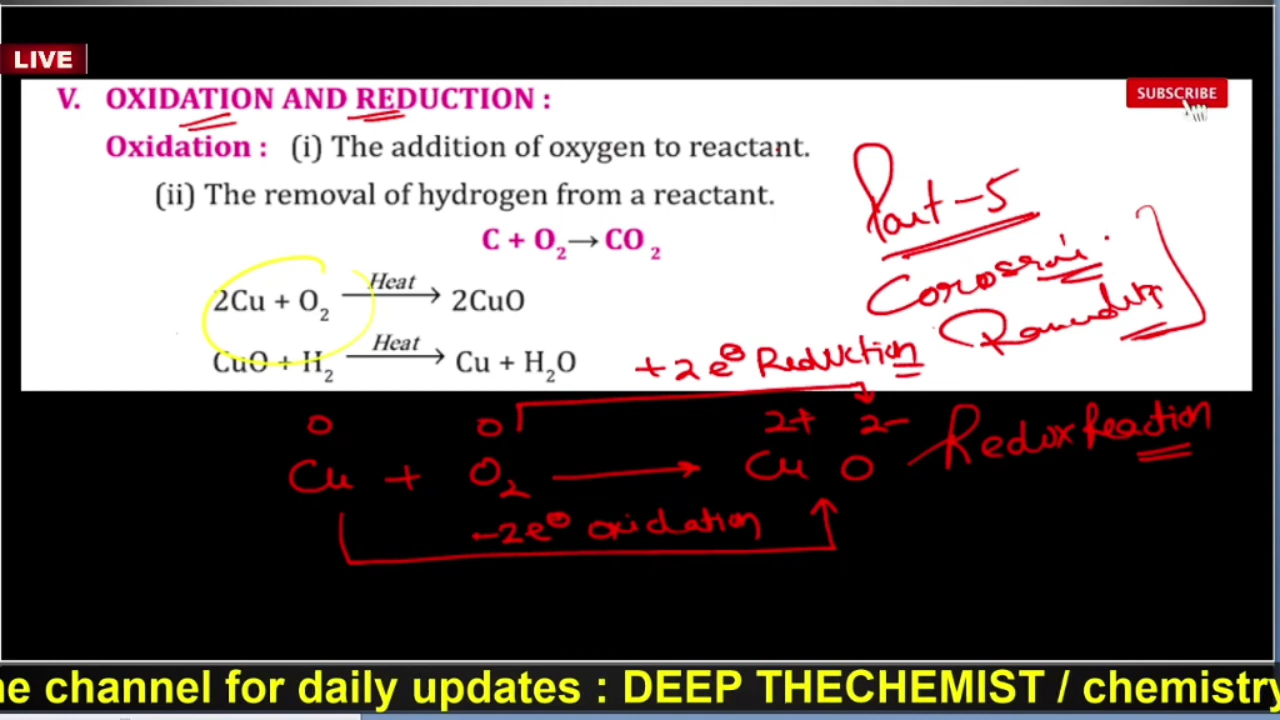 LIVE
V. OXIDATION AND REDUCTION :
SUBSCRIBE
Oxidation : (i) The addition of oxygen to reactant.
(ii) The removal of hydrogen from a reactant.
Part-5
C + O₂→ CO₂
Heat
2Cu + O₂ → 2CuO
Heat
CuO + H₂ → Cu + H₂O
+2e⊖ Reduction
0 0 2+ 2-
Cu + O₂ → Cu O
Redox Reaction
-2e⊖ oxidation
ne channel for daily updates : DEEP THECHEMIST / chemistry